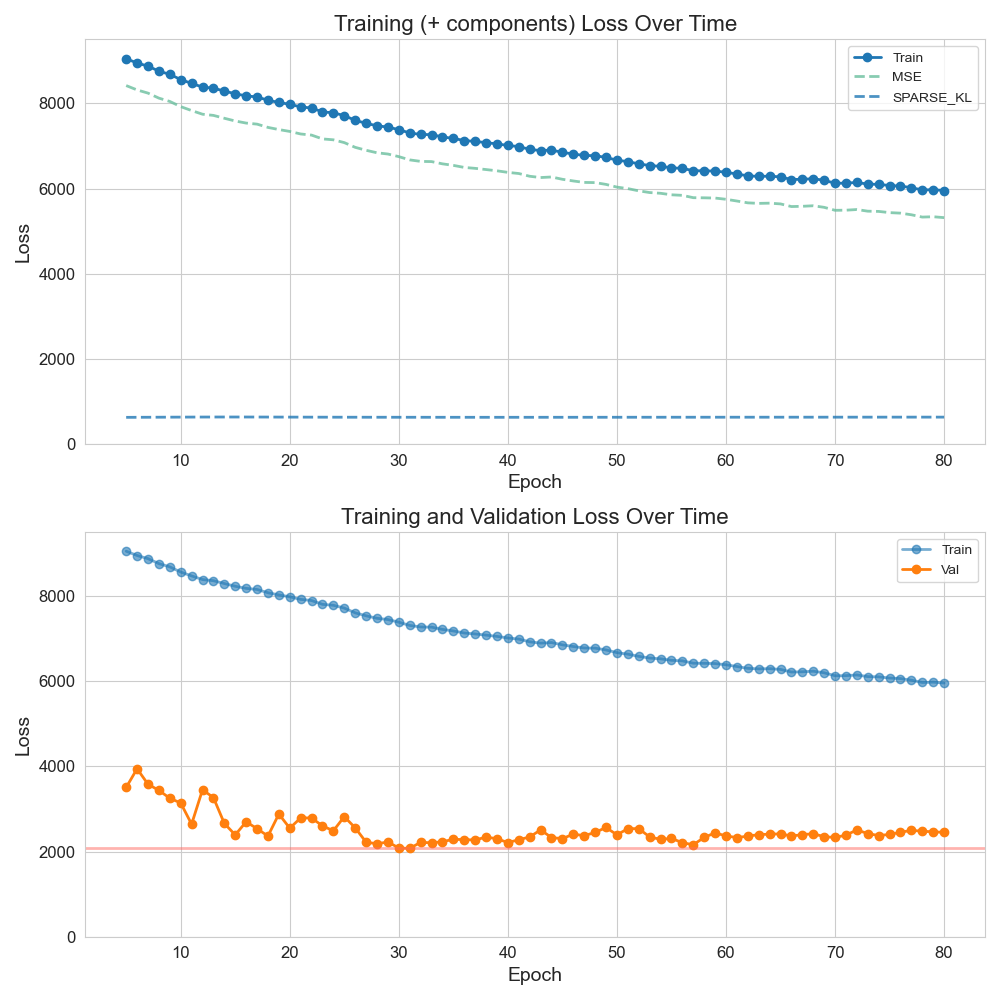 Training (+ components) Loss Over Time
Loss
8000
6000
4000
2000
0
Train
MSE
SPARSE_KL
10 20 30 40 50 60 70 80
Epoch
Training and Validation Loss Over Time
Loss
8000
6000
4000
2000
0
Train
Val
10 20 30 40 50 60 70 80
Epoch